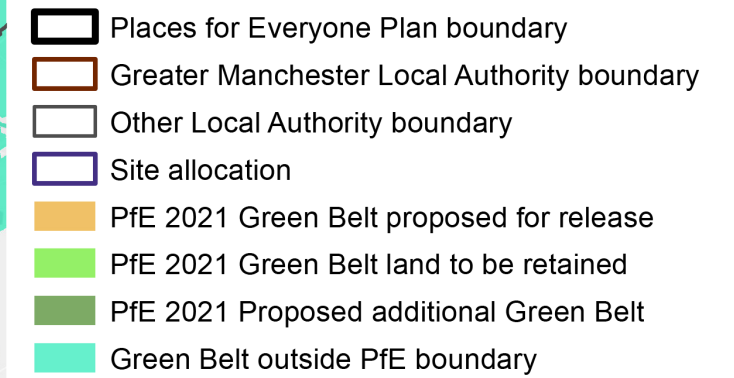 Places for Everyone Plan boundary
Greater Manchester Local Authority boundary
Other Local Authority boundary
Site allocation
PfE 2021 Green Belt proposed for release
PfE 2021 Green Belt land to be retained
PfE 2021 Proposed additional Green Belt
Green Belt outside PfE boundary